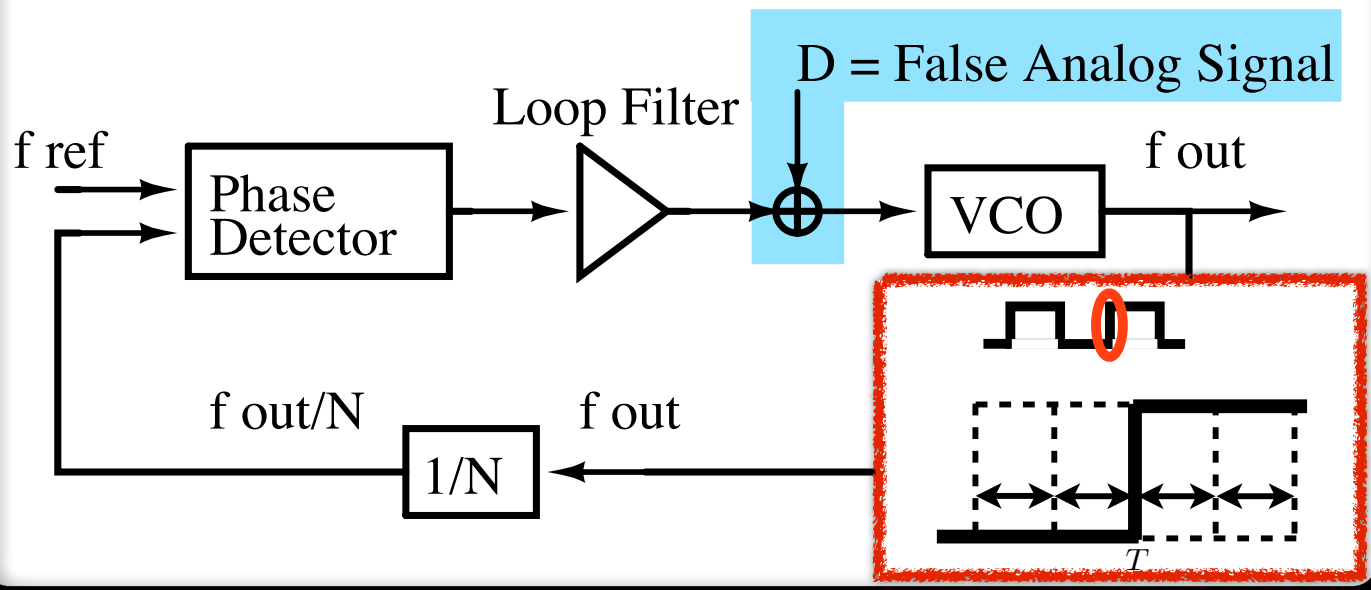 D = False Analog Signal
Loop Filter
f ref
f out
Phase
Detector
VCO
f out/N
f out
1/N
T